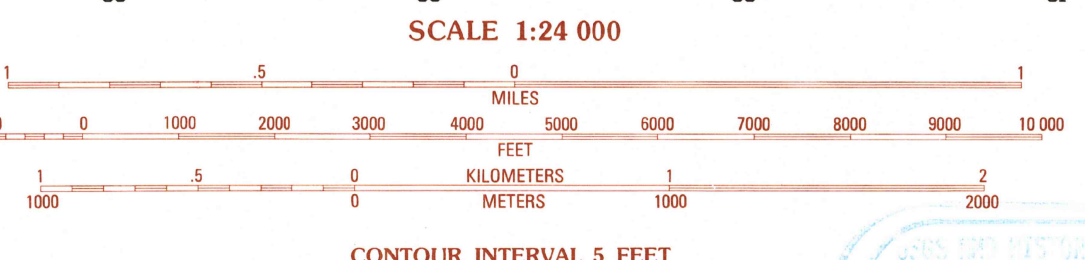 SCALE 1:24 000
1 .5 0 1
MILES
0 1000 2000 3000 4000 5000 6000 7000 8000 9000 10 000
FEET
1 .5 0 KILOMETERS 1 2
1000 0 METERS 1000 2000
CONTOUR INTERVAL 5 FEET